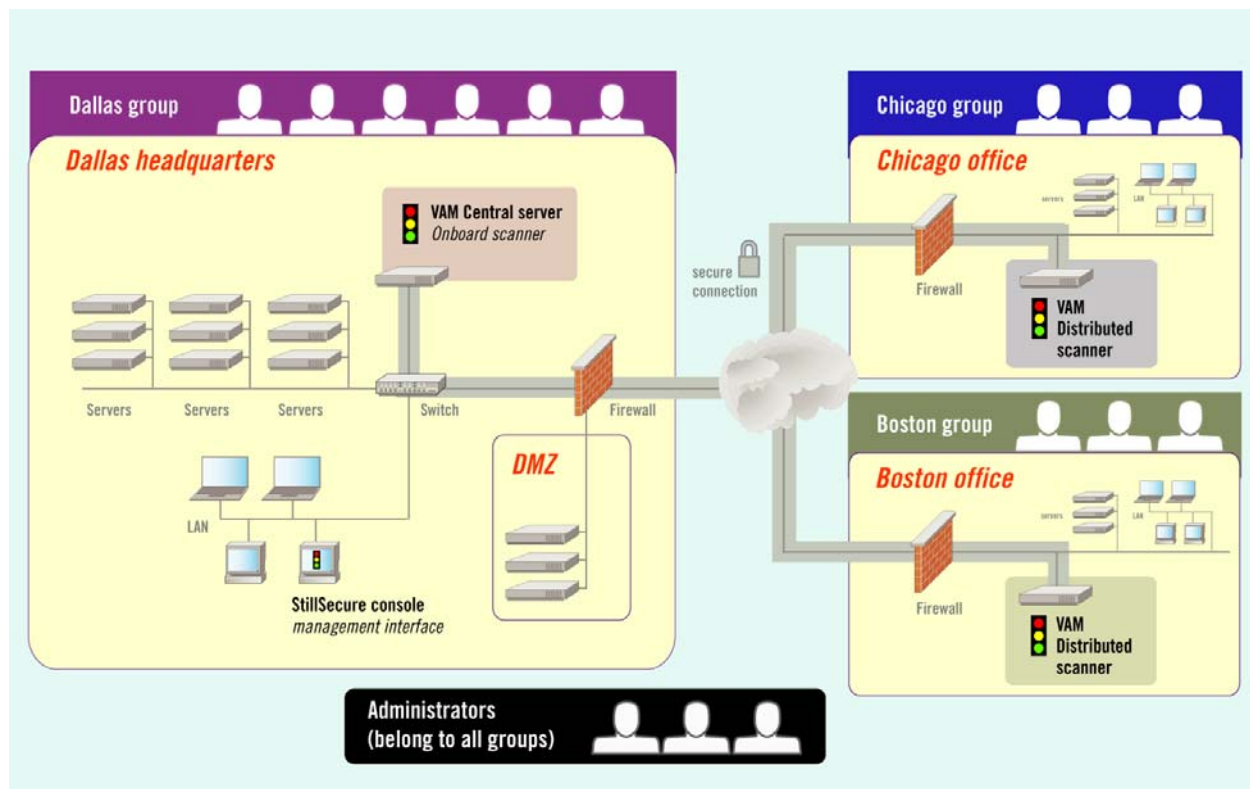 Dallas group
Dallas headquarters
VAM Central server
Onboard scanner
Servers
Servers
Servers
Switch
Firewall
LAN
StillSecure console
management interface
DMZ
secure
connection
Chicago group
Chicago office
servers
LAN
Firewall
VAM
Distributed
scanner
Boston group
Boston office
servers
LAN
Firewall
VAM
Distributed
scanner
Administrators
(belong to all groups)